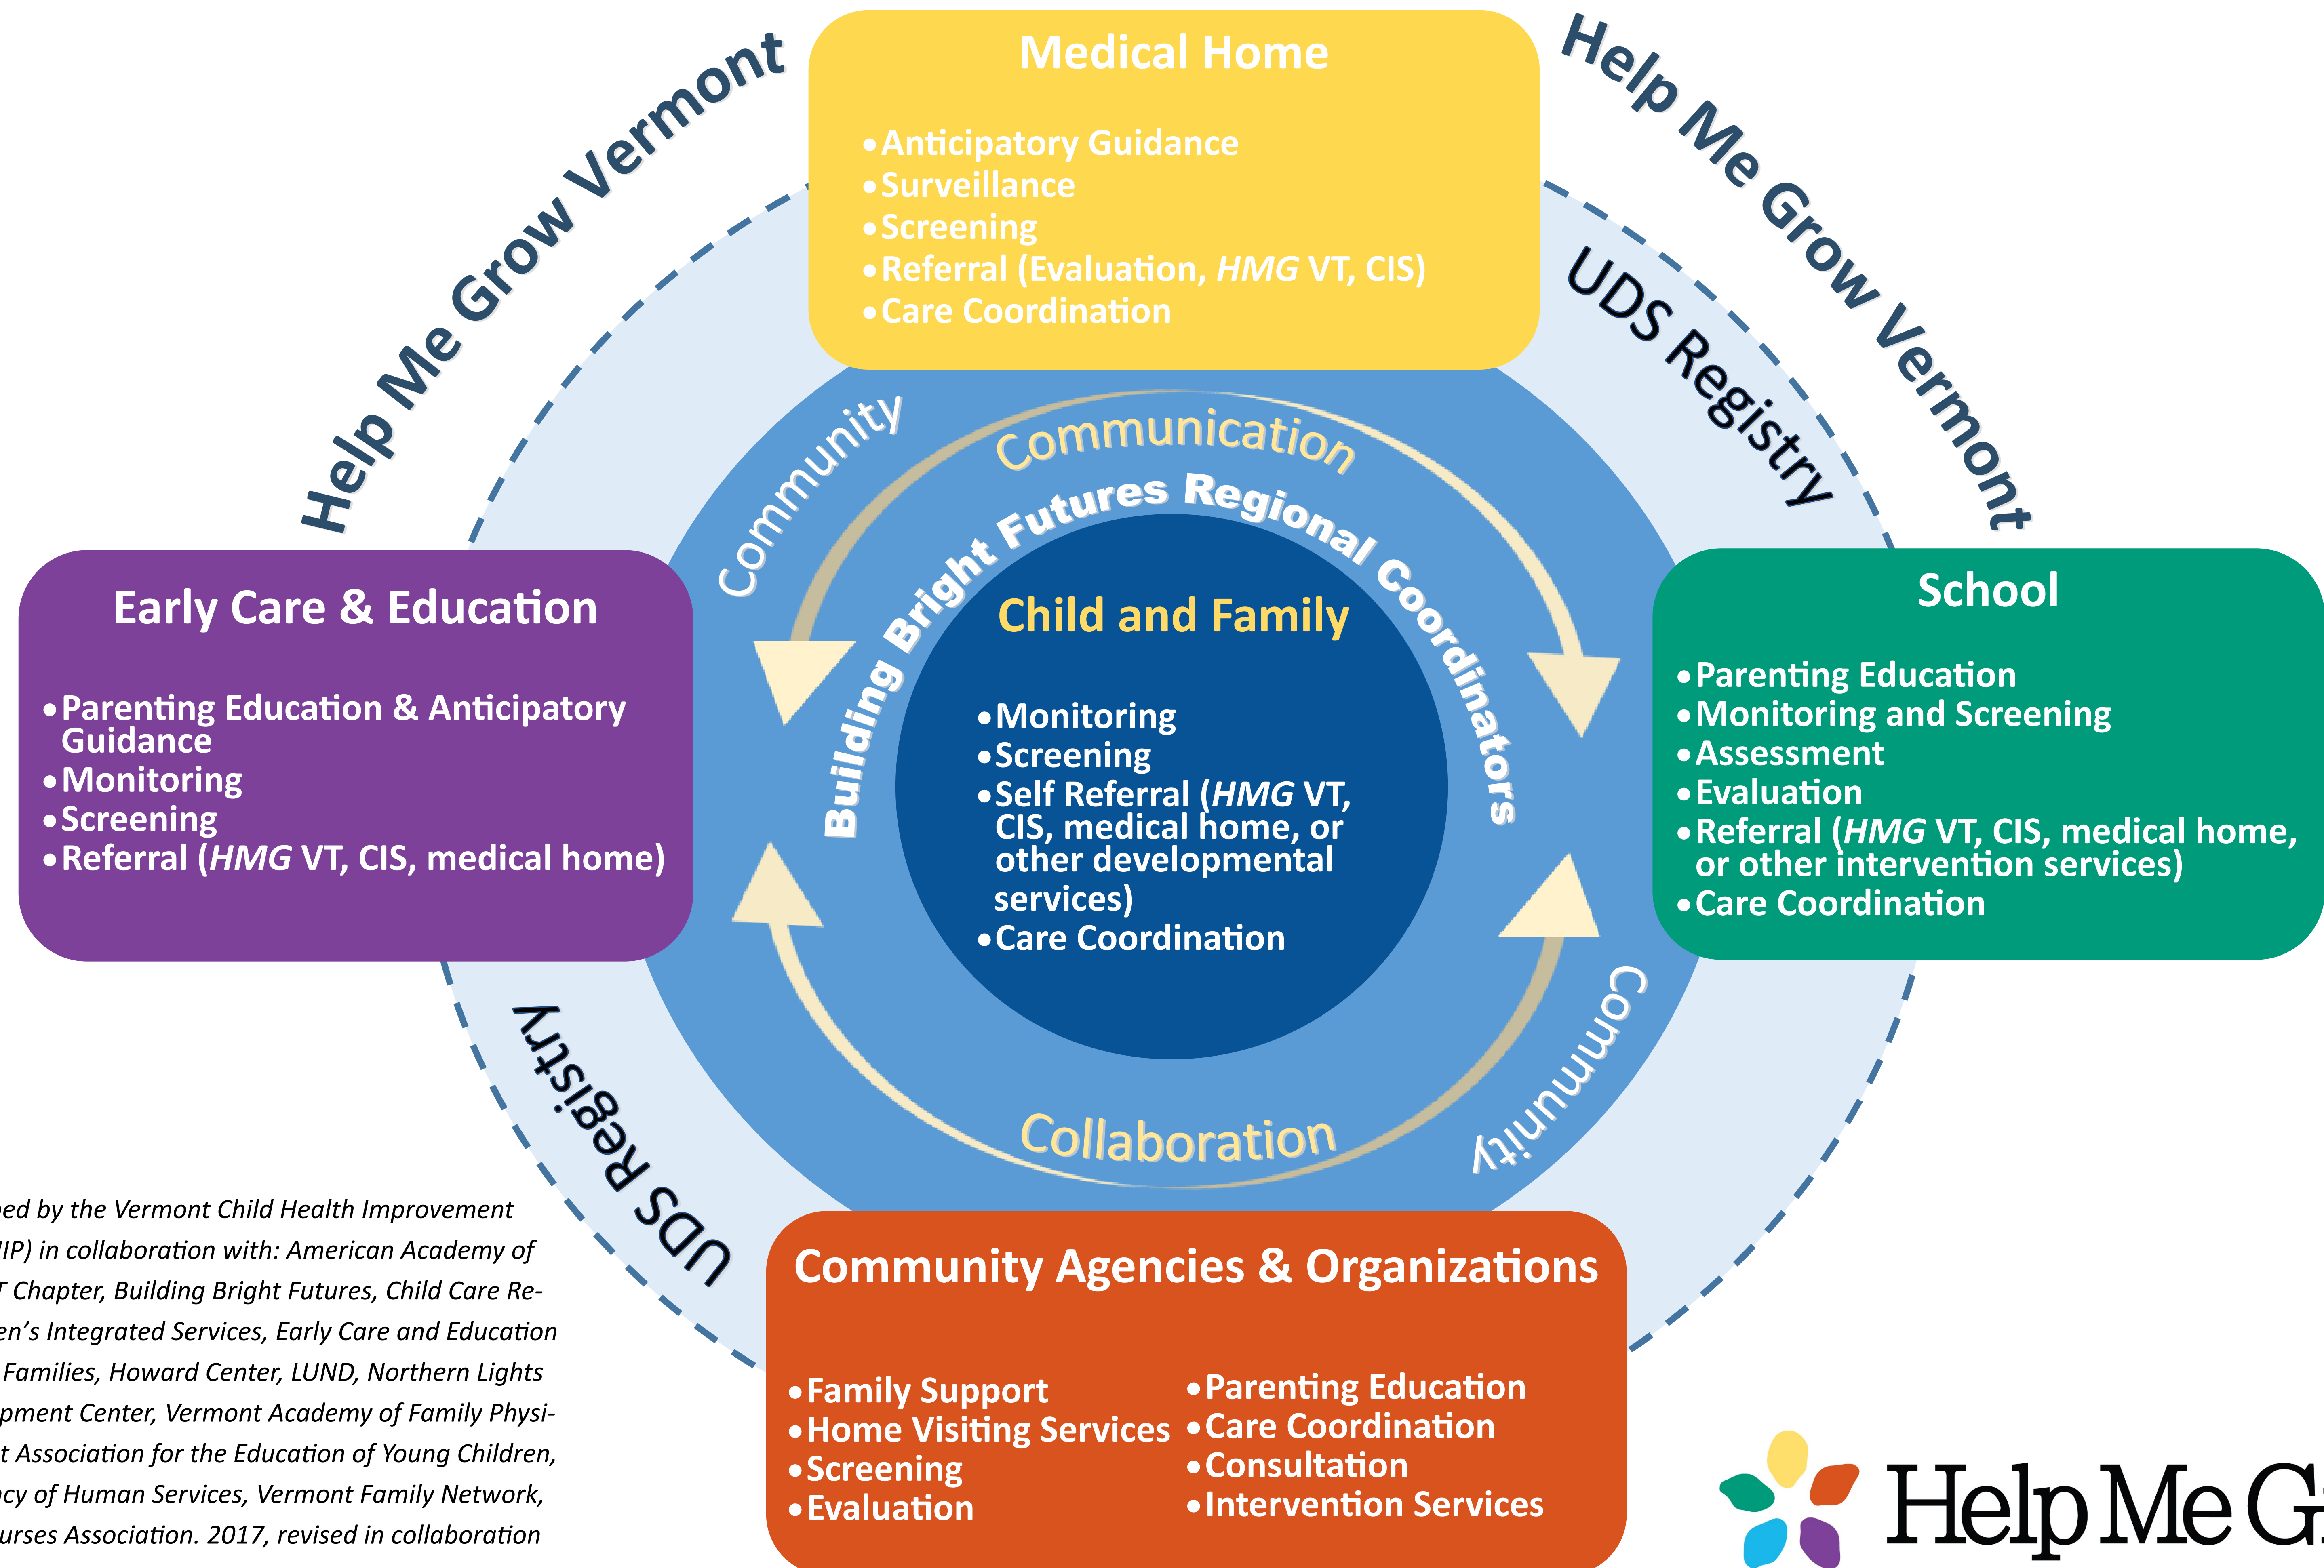 Help Me Grow Vermont
Help Me Grow Vermont
Medical Home
•Anticipatory Guidance
•Surveillance
•Screening
•Referral (Evaluation, HMG VT, CIS)
•Care Coordination
UDS Registry
Community
Communication
Building Bright Futures Regional Coordinators
Early Care & Education
•Parenting Education & Anticipatory
Guidance
•Monitoring
•Screening
•Referral (HMG VT, CIS, medical home)
Child and Family
•Monitoring
•Screening
•Self Referral (HMG VT,
CIS, medical home, or
other developmental
services)
•Care Coordination
School
•Parenting Education
•Monitoring and Screening
•Assessment
•Evaluation
•Referral (HMG VT, CIS, medical home,
or other intervention services)
•Care Coordination
Community
Collaboration
UDS Registry
Community Agencies & Organizations
•Family Support
•Home Visiting Services
•Screening
•Evaluation
•Parenting Education
•Care Coordination
•Consultation
•Intervention Services
by the Vermont Child Health Improvement
in collaboration with: American Academy of
Chapter, Building Bright Futures, Child Care Re-
Integrated Services, Early Care and Education
Families, Howard Center, LUND, Northern Lights
Center, Vermont Academy of Family Physi-
Association for the Education of Young Children,
of Human Services, Vermont Family Network,
Association. 2017, revised in collaboration
Help Me